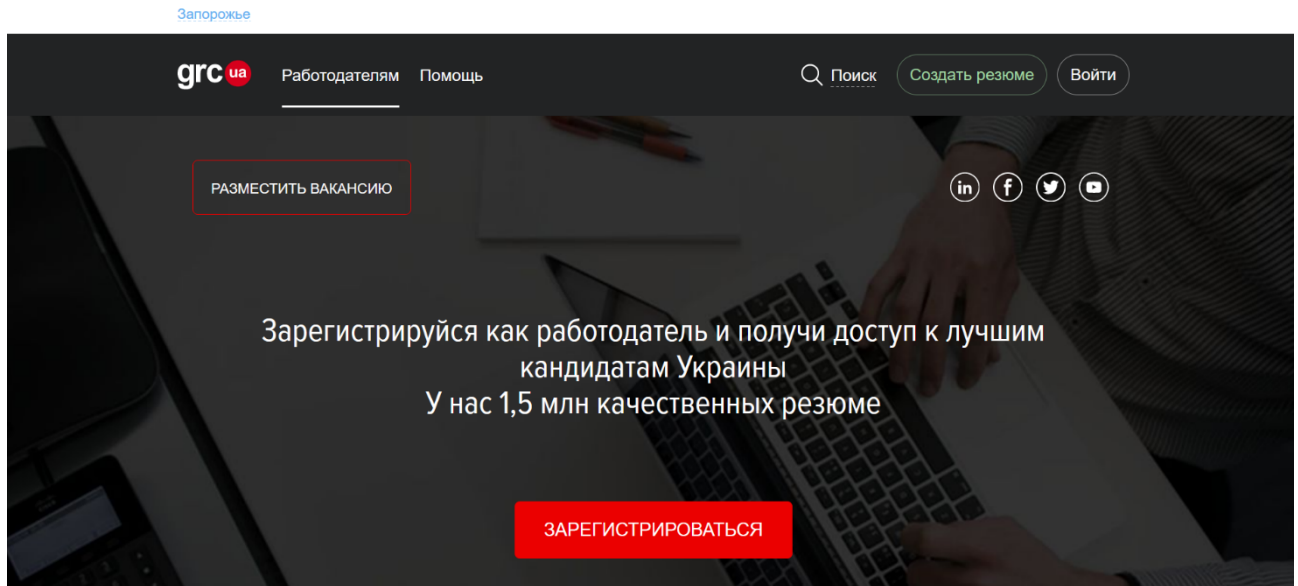 Запорожье
grc ua Работодателям Помощь Поиск Создать резюме Войти
РАЗМЕСТИТЬ ВАКАНСИЮ in f
Зарегистрируйся как работодатель и получи доступ к лучшим
кандидатам Украины
У нас 1,5 млн качественных резюме
ЗАРЕГИСТРИРОВАТЬСЯ